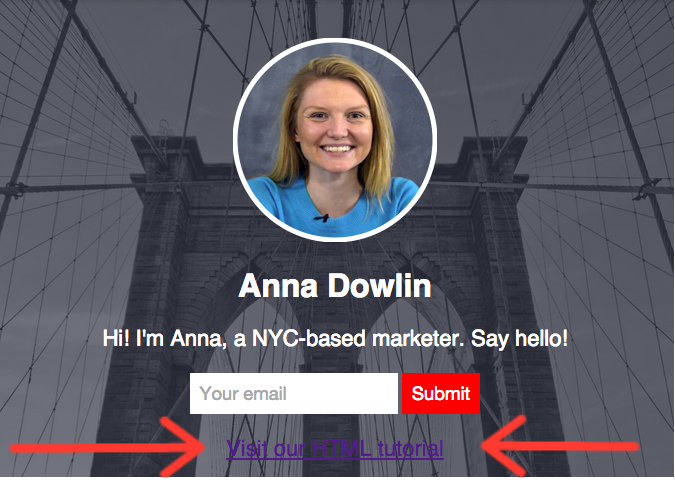 Anna Dowlin
Hi! I'm Anna, a NYC-based marketer. Say hello!
Your email
Submit
Visit our HTML tutorial